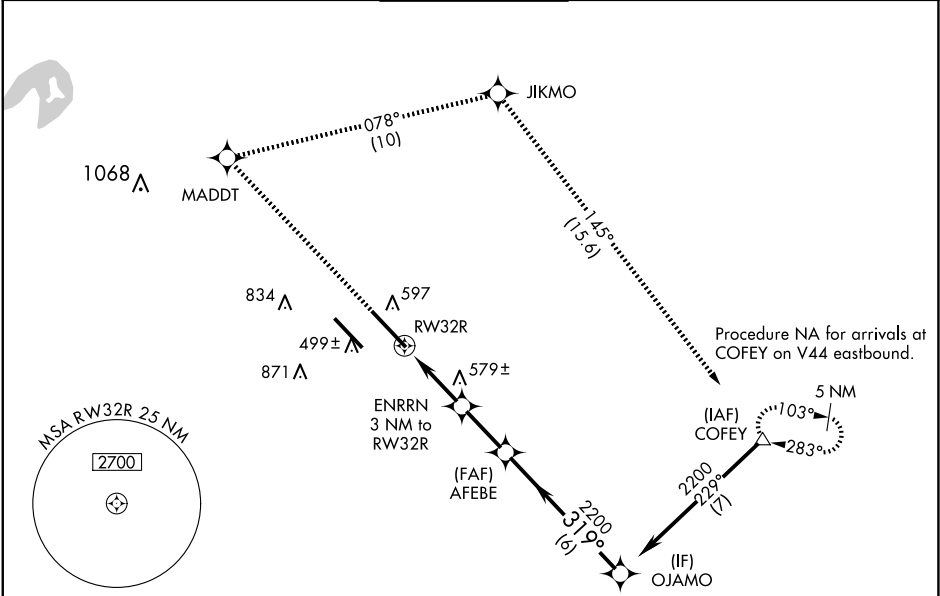 JIKMO
078°
(10)
1068
MADDT
145°
(15.6)
834
597
RW32R
499±
871
579±
Procedure NA for arrivals at
COFEY on V44 eastbound.
5 NM
(IAF)
COFEY
103°
283°
ENRRN
3 NM to
RW32R
MSA RW32R 25 NM
2700
(FAF)
AFEBE
2200
229°
(7)
2200
319°
(6)
(IF)
OJAMO